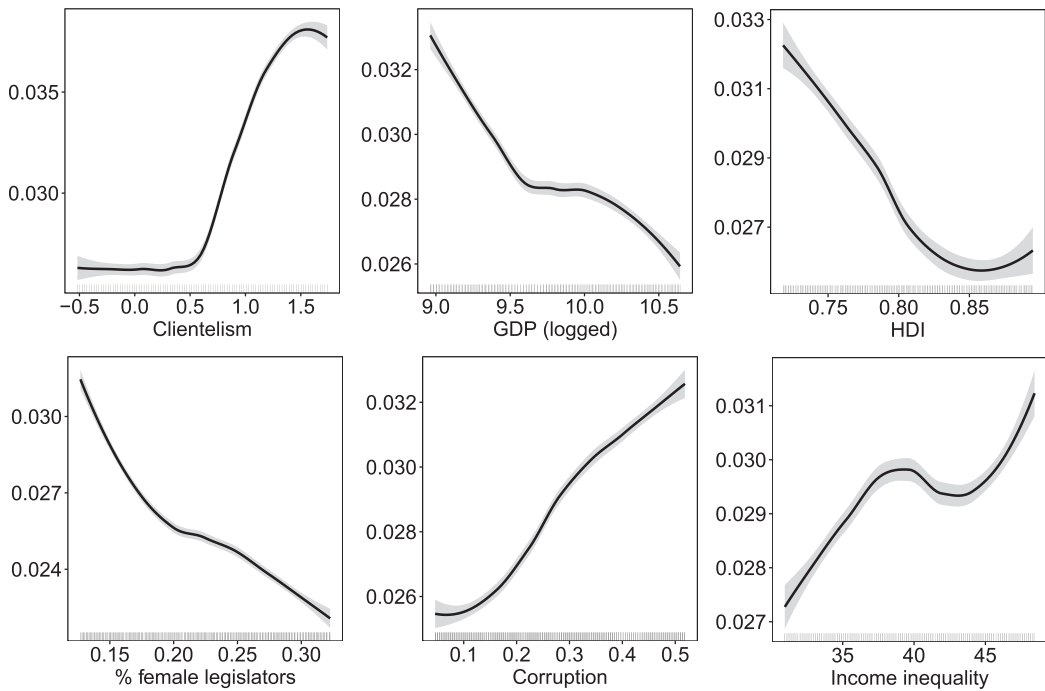 0.035
0.030
−0.5 0.0 0.5 1.0 1.5
Clientelism
0.032
0.030
0.028
0.026
9.0 9.5 10.0 10.5
GDP (logged)
0.033
0.031
0.029
0.027
0.75 0.80 0.85
HDI
0.030
0.027
0.024
0.15 0.20 0.25 0.30
% female legislators
0.032
0.030
0.028
0.026
0.1 0.2 0.3 0.4 0.5
Corruption
0.031
0.030
0.029
0.028
0.027
35 40 45
Income inequality